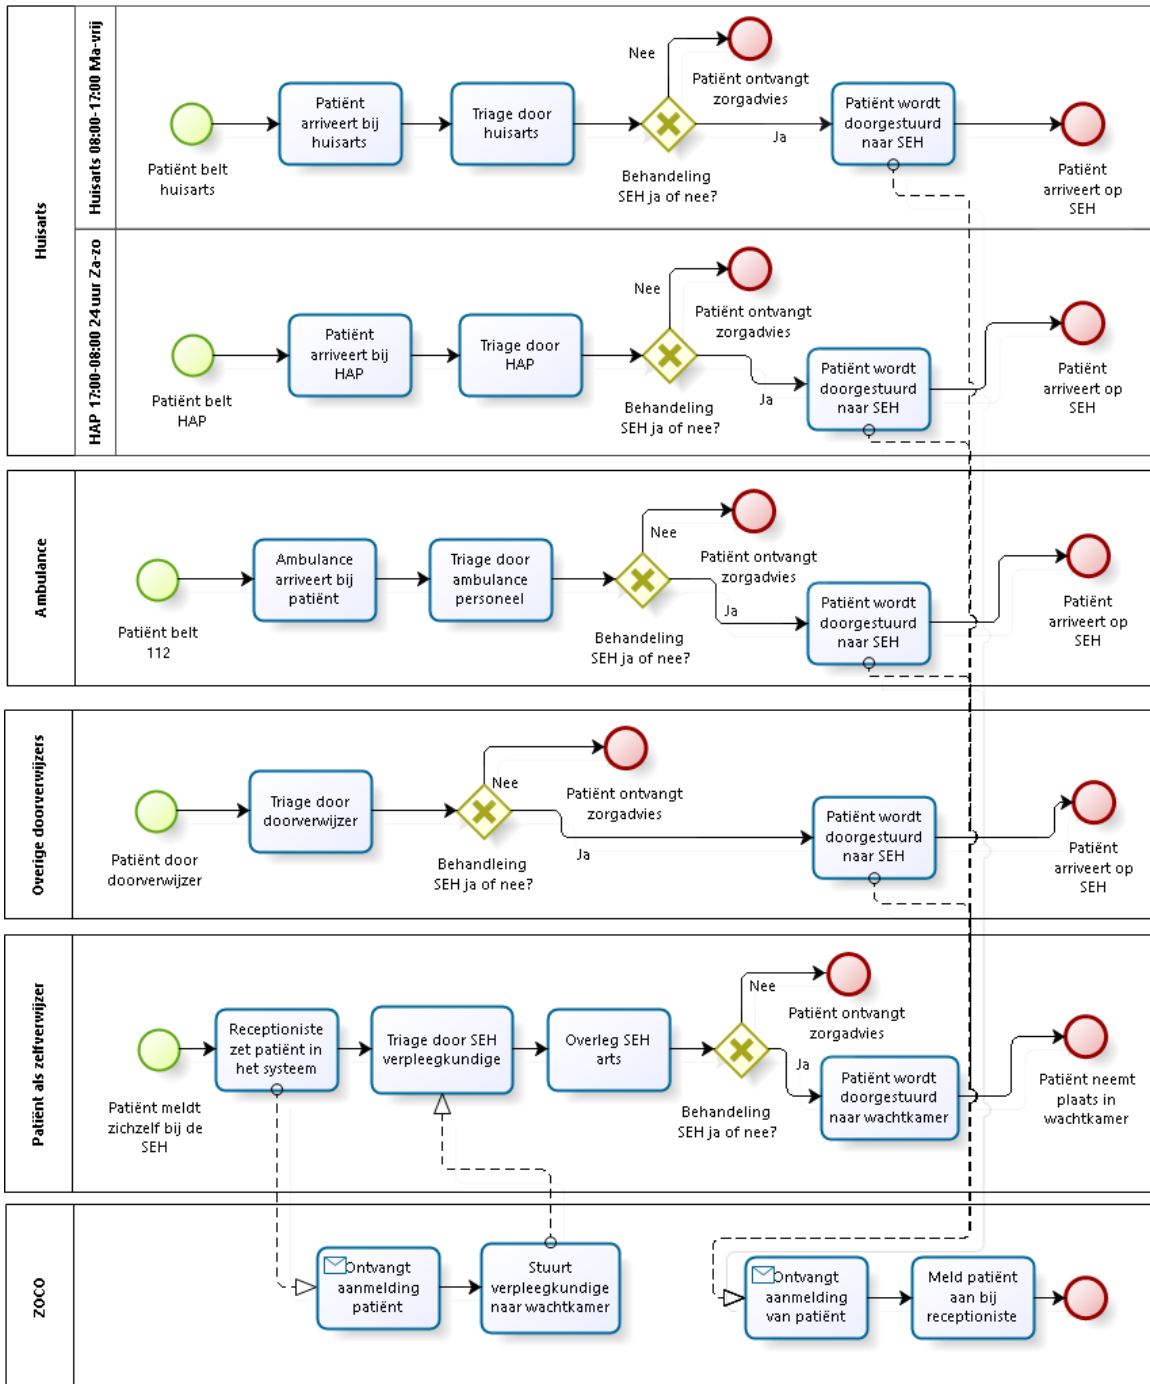 Huisarts
Huisarts 08:00-17:00 Ma-vrij
Patiënt belt
huisarts
Patiënt
arriveert bij
huisarts
Triage door
huisarts
Behandeling
SEH ja of nee?
Nee
Patiënt ontvangt
zorgadvies
Ja
Patiënt wordt
doorgestuurd
naar SEH
Patiënt
arriveert op
SEH
HAP 17:00-08:00 24 uur Za-zo
Patiënt belt
HAP
Patiënt
arriveert bij
HAP
Triage door
HAP
Behandeling
SEH ja of nee?
Nee
Patiënt ontvangt
zorgadvies
Ja
Patiënt wordt
doorgestuurd
naar SEH
Patiënt
arriveert op
SEH
Ambulance
Patiënt belt
112
Ambulance
arriveert bij
patiënt
Triage door
ambulance
personeel
Behandeling
SEH ja of nee?
Nee
Patiënt ontvangt
zorgadvies
Ja
Patiënt wordt
doorgestuurd
naar SEH
Patiënt
arriveert op
SEH
Overige doorverwijzers
Patiënt door
doorverwijzer
Triage door
doorverwijzer
Behandleing
SEH ja of nee?
Nee
Patiënt ontvangt
zorgadvies
Ja
Patiënt wordt
doorgestuurd
naar SEH
Patiënt
arriveert op
SEH
Patiënt als zelfverwijzer
Patiënt meldt
zichzelf bij de
SEH
Receptioniste
zet patiënt in
het systeem
Triage door SEH
verpleegkundige
Overleg SEH
arts
Behandeling
SEH ja of nee?
Nee
Patiënt ontvangt
zorgadvies
Ja
Patiënt wordt
doorgestuurd
naar wachtkamer
Patiënt neemt
plaats in
wachtkamer
ZOCO
Ontvangt
aanmelding
patiënt
Stuurt
verpleegkundige
naar wachtkamer
Ontvangt
aanmelding
van patiënt
Meld patiënt
aan bij
receptioniste